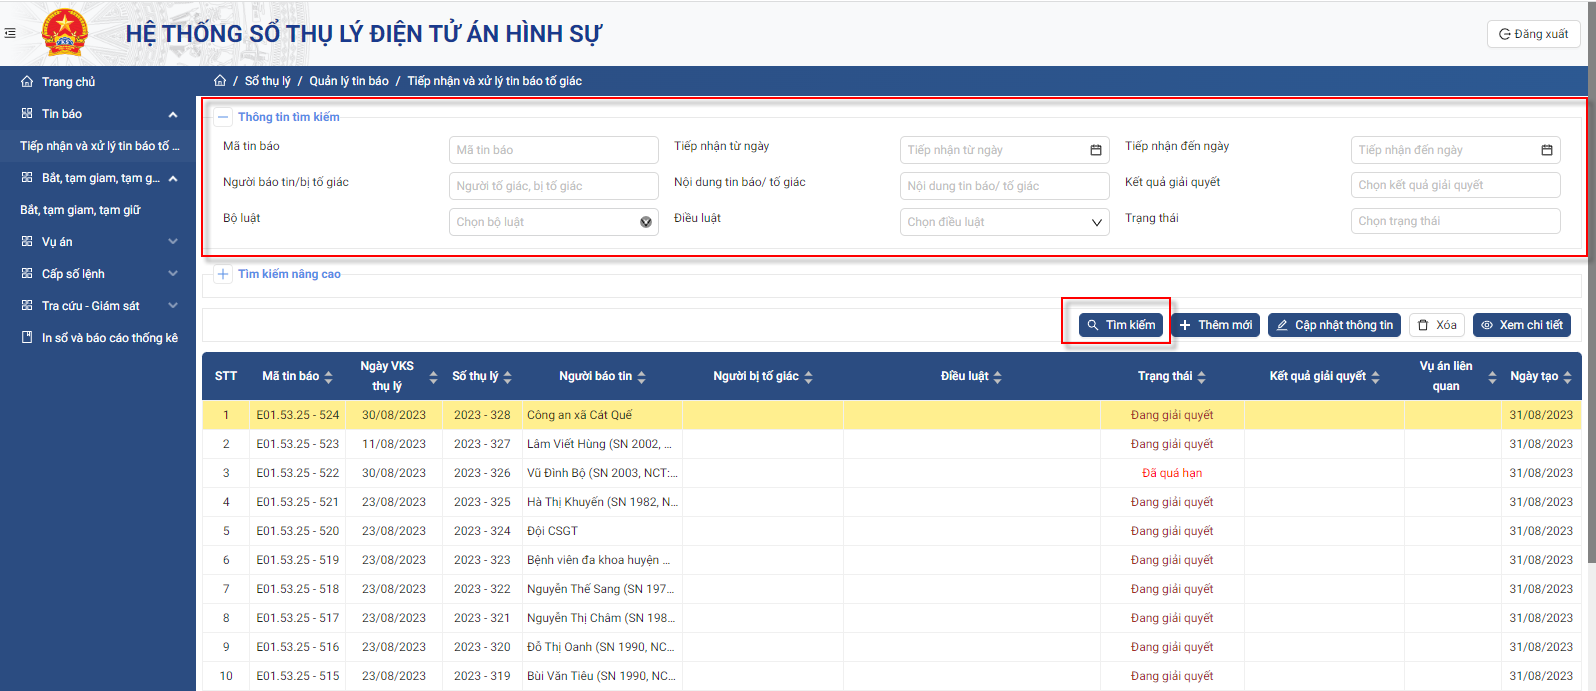 HỆ THỐNG SỔ THỤ LÝ ĐIỆN TỬ ÁN HÌNH SỰ
Đăng xuất
Trang chủ
Tin báo
Tiếp nhận và xử lý tin báo tố ...
Bắt, tạm giam, tạm g...
Bắt, tạm giam, tạm giữ
Vụ án
Cấp số lệnh
Tra cứu - Giám sát
In sổ và báo cáo thống kê
/ Sổ thụ lý / Quản lý tin báo / Tiếp nhận và xử lý tin báo tố giác
Thông tin tìm kiếm
Mã tin báo Mã tin báo Tiếp nhận từ ngày Tiếp nhận từ ngày Tiếp nhận đến ngày Tiếp nhận đến ngày
Người báo tin/bị tố giác Người tố giác, bị tố giác Nội dung tin báo/ tố giác Nội dung tin báo/ tố giác Kết quả giải quyết Chọn kết quả giải quyết
Bộ luật Chọn bộ luật Điều luật Chọn điều luật Trạng thái Chọn trạng thái
Tìm kiếm nâng cao
Tìm kiếm Thêm mới Cập nhật thông tin Xóa Xem chi tiết
STT Mã tin báo Ngày VKS thụ lý Số thụ lý Người báo tin Người bị tố giác Điều luật Trạng thái Kết quả giải quyết Vụ án liên quan Ngày tạo
1 E01.53.25 - 524 30/08/2023 2023 - 328 Công an xã Cát Quế Đang giải quyết 31/08/2023
2 E01.53.25 - 523 11/08/2023 2023 - 327 Lâm Viết Hùng (SN 2002, ... Đang giải quyết 31/08/2023
3 E01.53.25 - 522 30/08/2023 2023 - 326 Vũ Đình Bộ (SN 2003, NCT:... Đã quá hạn 31/08/2023
4 E01.53.25 - 521 23/08/2023 2023 - 325 Hà Thị Khuyến (SN 1982, N... Đang giải quyết 31/08/2023
5 E01.53.25 - 520 23/08/2023 2023 - 324 Đội CSGT Đang giải quyết 31/08/2023
6 E01.53.25 - 519 23/08/2023 2023 - 323 Bệnh viên đa khoa huyện ... Đang giải quyết 31/08/2023
7 E01.53.25 - 518 23/08/2023 2023 - 322 Nguyễn Thế Sang (SN 197... Đang giải quyết 31/08/2023
8 E01.53.25 - 517 23/08/2023 2023 - 321 Nguyễn Thị Châm (SN 198... Đang giải quyết 31/08/2023
9 E01.53.25 - 516 23/08/2023 2023 - 320 Đỗ Thị Oanh (SN 1990, NC... Đang giải quyết 31/08/2023
10 E01.53.25 - 515 23/08/2023 2023 - 319 Bùi Văn Tiêu (SN 1990, NC... Đang giải quyết 31/08/2023